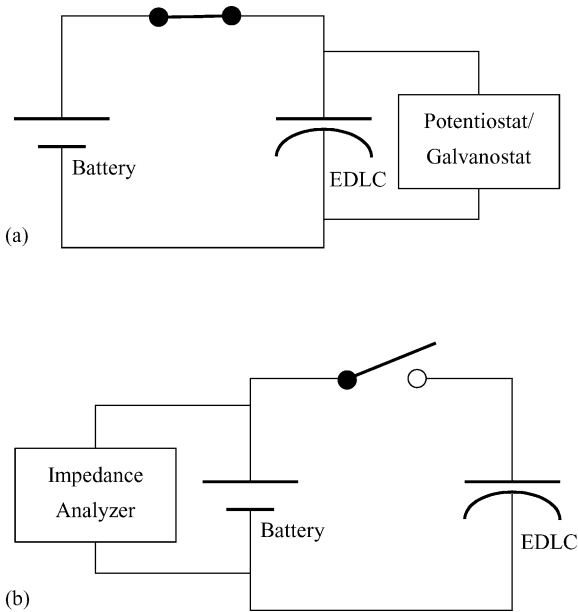 Potentiostat/
Galvanostat
Battery
EDLC
(a)
Impedance
Analyzer
Battery
EDLC
(b)